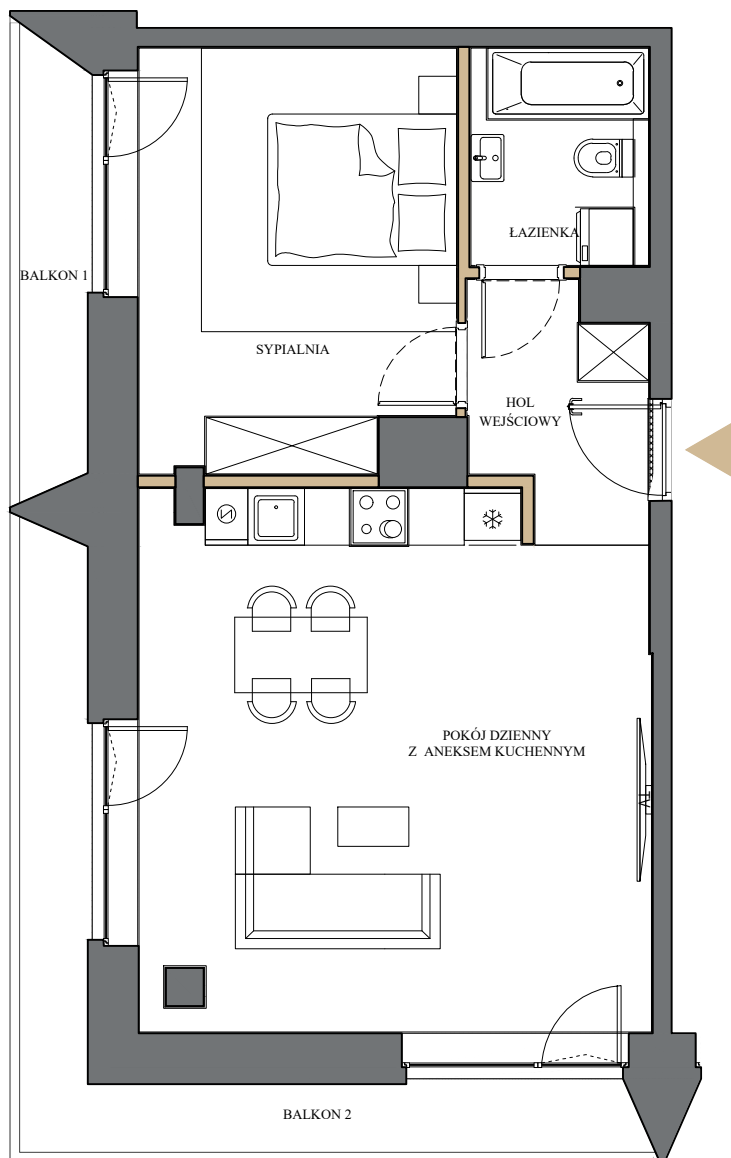 ŁAZIENKA
BALKON 1
SYPIALNIA
HOL
WEJŚCIOWY
POKÓJ DZIENNY
Z ANEKSEM KUCHENNYM
BALKON 2